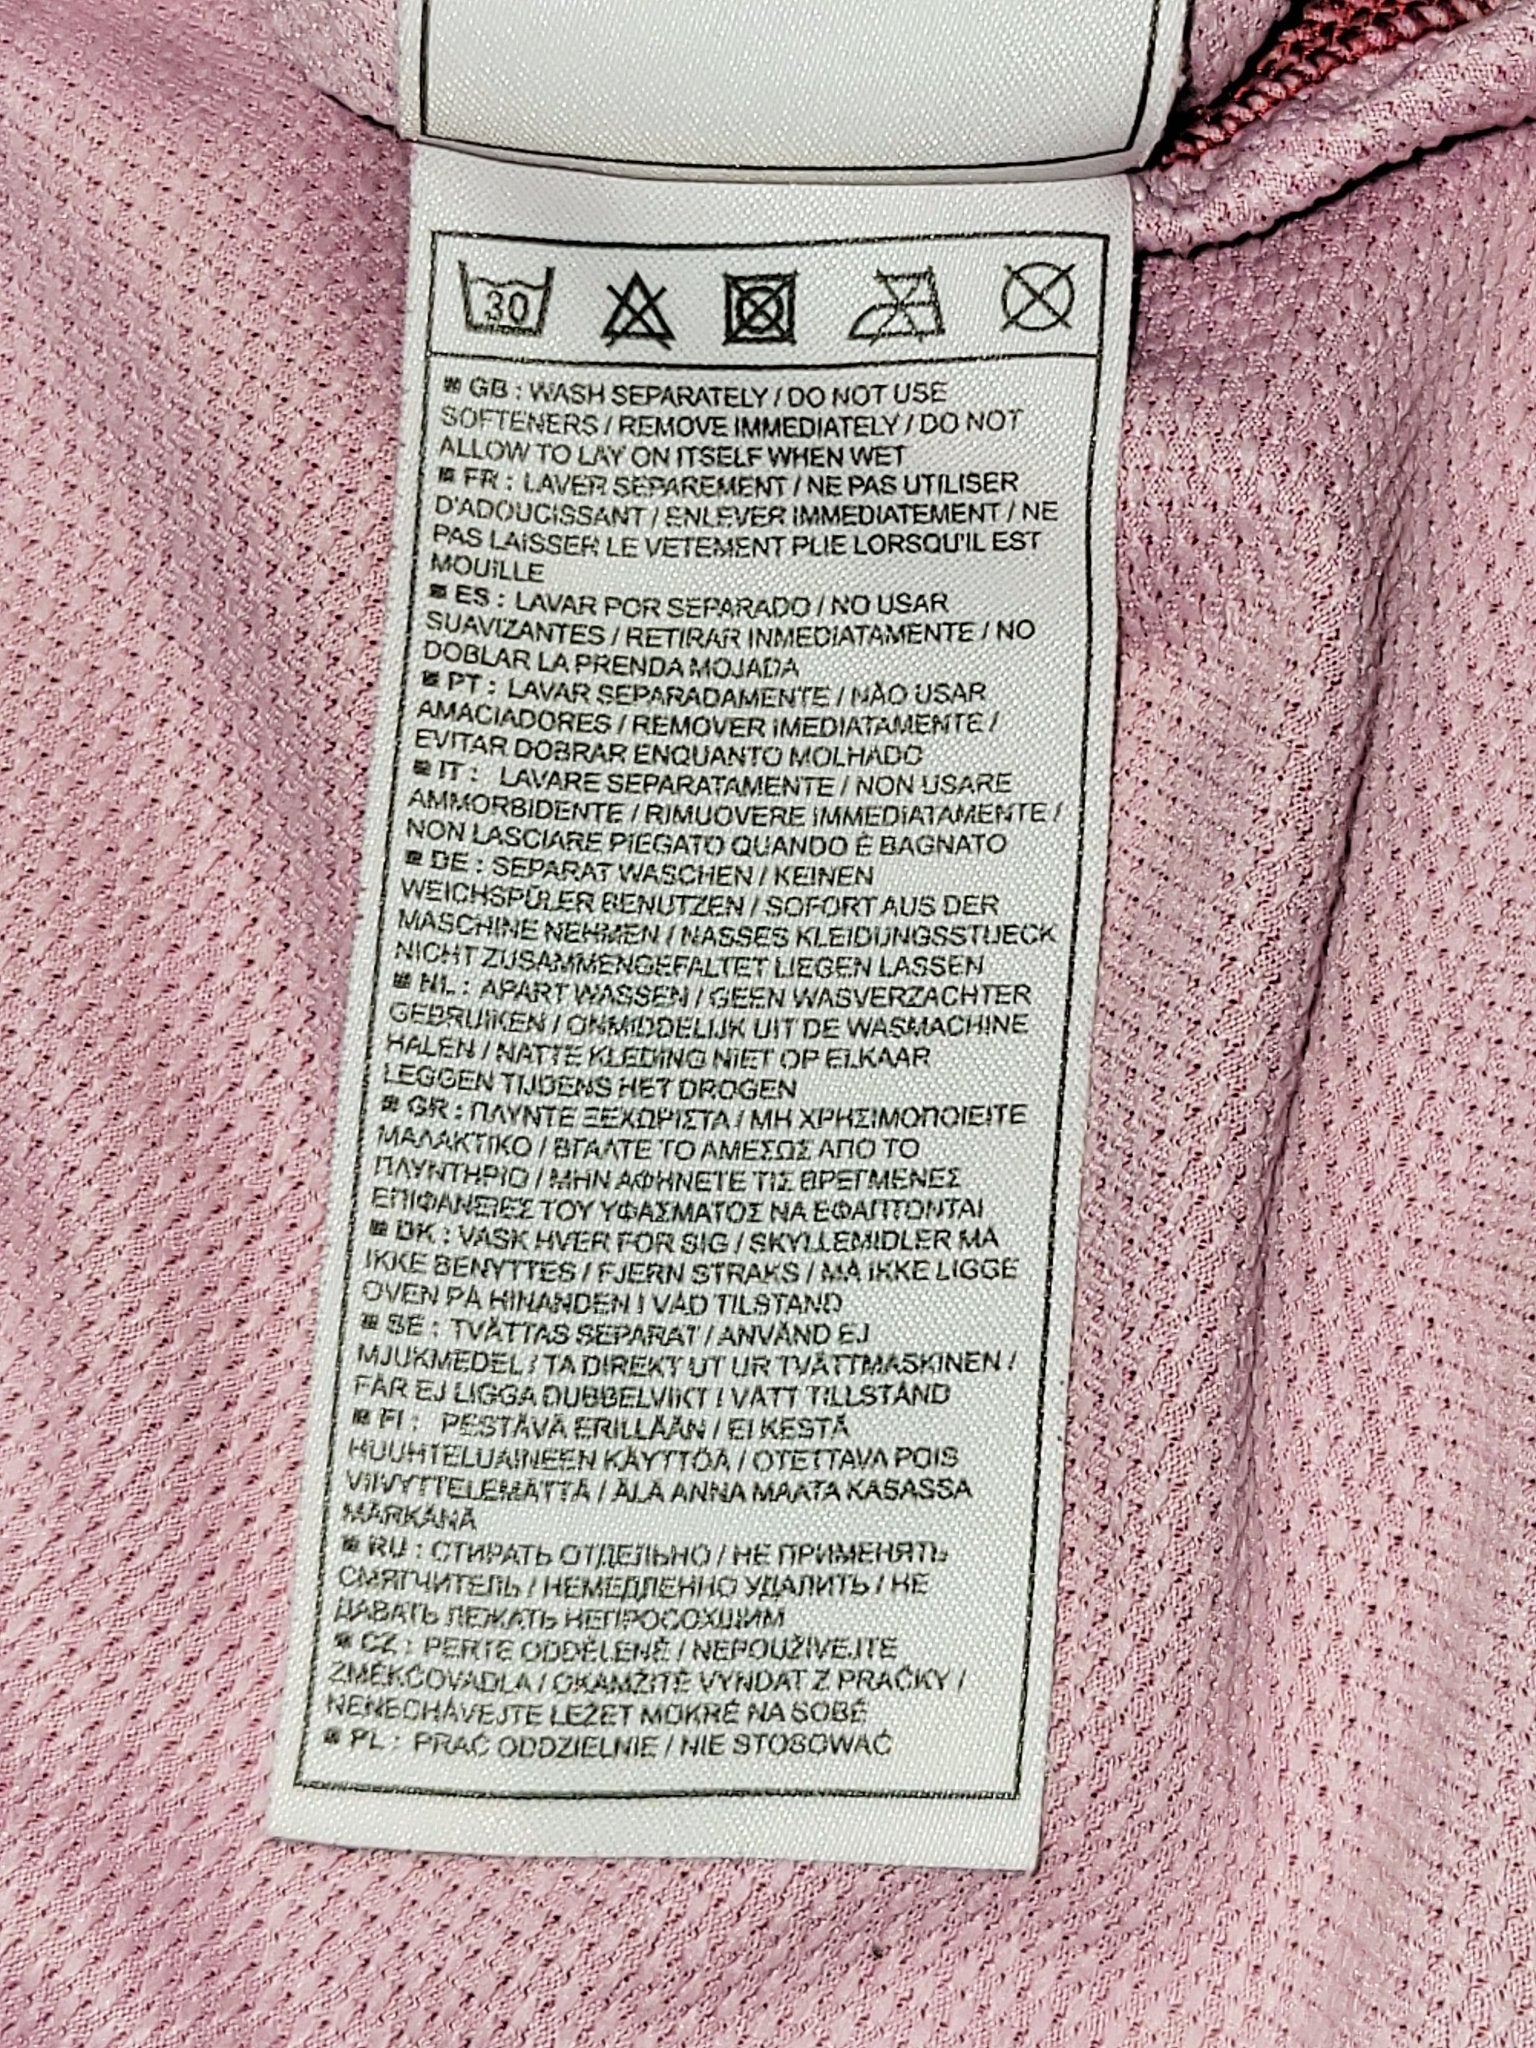 30
GB : WASH SEPARATELY / DO NOT USE
SOFTENERS / REMOVE IMMEDIATELY / DO NOT
ALLOW TO LAY ON ITSELF WHEN WET
FR : LAVER SEPAREMENT / NE PAS UTILISER
D'ADOUCISSANT / ENLEVER IMMEDIATEMENT / NE
PAS LAISSER LE VETEMENT PLIE LORSQU'IL EST
MOUILLE
ES : LAVAR POR SEPARADO / NO USAR
SUAVIZANTES / RETIRAR INMEDIATAMENTE / NO
DOBLAR LA PRENDA MOJADA
PT : LAVAR SEPARADAMENTE / NÃO USAR
AMACIADORES / REMOVER IMEDIATAMENTE /
EVITAR DOBRAR ENQUANTO MOLHADO
IT : LAVARE SEPARATAMENTE / NON USARE
AMMORBIDENTE / RIMUOVERE IMMEDIATAMENTE /
NON LASCIARE PIEGATO QUANDO È BAGNATO
DE : SEPARAT WASCHEN / KEINEN
WEICHSPÜLER BENUTZEN / SOFORT AUS DER
MASCHINE NEHMEN / NASSES KLEIDUNGSSTUECK
NICHT ZUSAMMENGEFALTET LIEGEN LASSEN
NL : APART WASSEN / GEEN WASVERZACHTER
GEBRUIKEN / ONMIDDELIJK UIT DE WASMACHINE
HALEN / NATTE KLEDING NIET OP ELKAAR
LEGGEN TIJDENS HET DROGEN
GR : ΠΛΥΝΤΕ ΞΕΧΩΡΙΣΤΑ / ΜΗ ΧΡΗΣΙΜΟΠΟΙΕΙΤΕ
ΜΑΛΑΚΤΙΚΟ / ΒΓΑΛΤΕ ΤΟ ΑΜΕΣΩΣ ΑΠΟ ΤΟ
ΠΛΥΝΤΗΡΙΟ / ΜΗΝ ΑΦΗΝΕΤΕ ΤΙΣ ΒΡΕΓΜΕΝΕΣ
ΕΠΙΦΑΝΕΙΕΣ ΤΟΥ ΥΦΑΣΜΑΤΟΣ ΝΑ ΕΦΑΠΤΟΝΤΑΙ
DK : VASK HVER FOR SIG / SKYLLEMIDLER MA
IKKE BENYTTES / FJERN STRAKS / MA IKKE LIGGE
OVEN PÅ HINANDEN I VAD TILSTAND
SE : TVÄTTAS SEPARAT / ANVÄND EJ
MJUKMEDEL / TA DIREKT UT UR TVÄTTMASKINEN /
FÅR EJ LIGGA DUBBELVIKT I VÅTT TILLSTÅND
FI : PESTÄVÄ ERILLÄÄN / EI KESTÄ
HUUHTELUAINEEN KÄYTTÖÄ / OTETTAVA POIS
VIIVYTTELEMÄTTÄ / ÄLÄ ANNA MAATA KASASSA
MÄRKÄNÄ
RU : СТИРАТЬ ОТДЕЛЬНО / НЕ ПРИМЕНЯТЬ
СМЯГЧИТЕЛЬ / НЕМЕДЛЕННО УДАЛИТЬ / НЕ
ДАВАТЬ ЛЕЖАТЬ НЕПРОСОХШИМ
CZ : PERTE ODDĚLENĚ / NEPOUŽÍVEJTE
ZMĚKČOVADLA / OKAMŽITĚ VYNDAT Z PRAČKY /
NENECHÁVEJTE LEŽET MOKRÉ NA SOBĚ
PL : PRAĆ ODDZIELNIE / NIE STOSOWAĆ